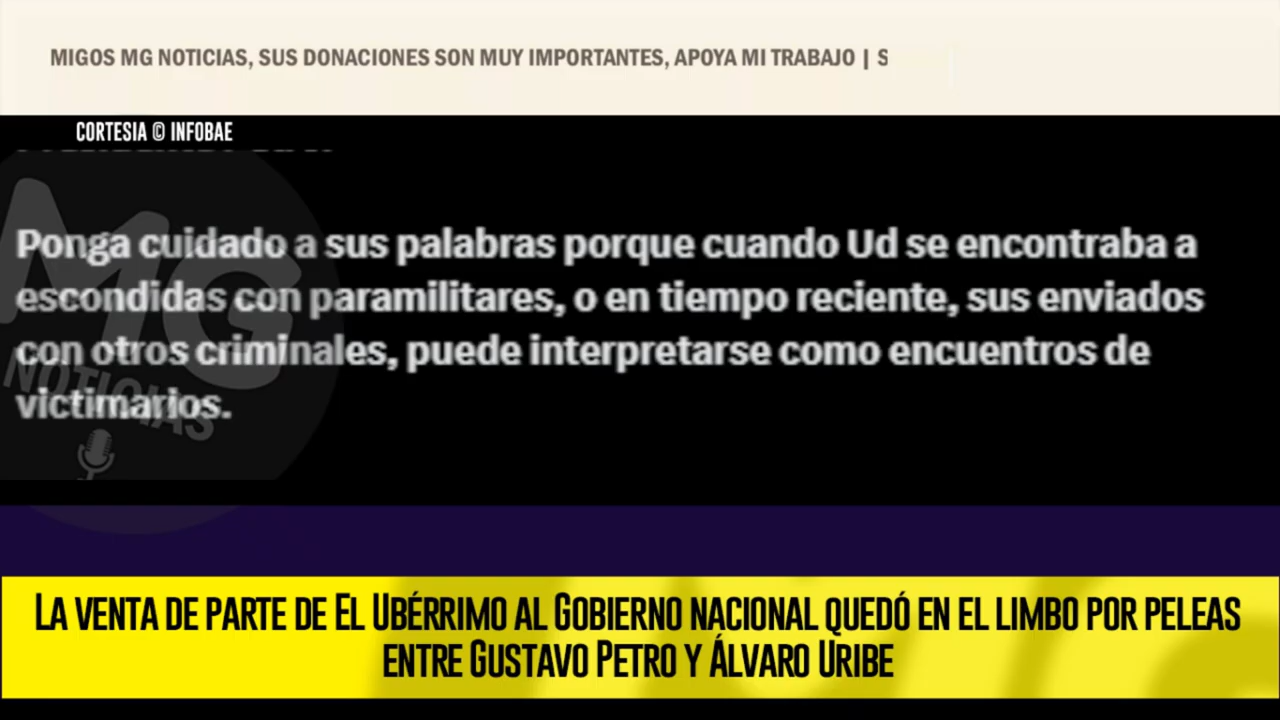 MIGOS MG NOTICIAS, SUS DONACIONES SON MUY IMPORTANTES, APOYA MI TRABAJO | S
CORTESIA © INFOBAE
Ponga cuidado a sus palabras porque cuando Ud se encontraba a
escondidas con paramilitares, o en tiempo reciente, sus enviados
con otros criminales, puede interpretarse como encuentros de
victimarios.
MG
NOTICIAS
LA VENTA DE PARTE DE EL UBÉRRIMO AL GOBIERNO NACIONAL QUEDÓ EN EL LIMBO POR PELEAS
ENTRE GUSTAVO PETRO Y ÁLVARO URIBE